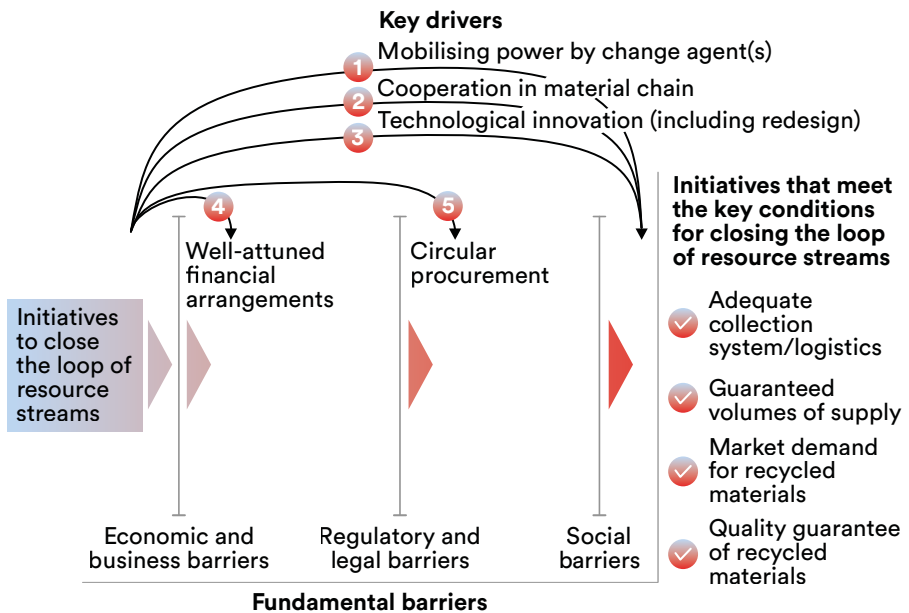 Key drivers
1 Mobilising power by change agent(s)
2 Cooperation in material chain
3 Technological innovation (including redesign)
4
Well-attuned
financial
arrangements
5
Circular
procurement
Initiatives
to close
the loop of
resource
streams
Economic and
business barriers
Regulatory and
legal barriers
Social
barriers
Fundamental barriers
Initiatives that meet
the key conditions
for closing the loop
of resource streams
Adequate
collection
system/logistics
Guaranteed
volumes of supply
Market demand
for recycled
materials
Quality guarantee
of recycled
materials